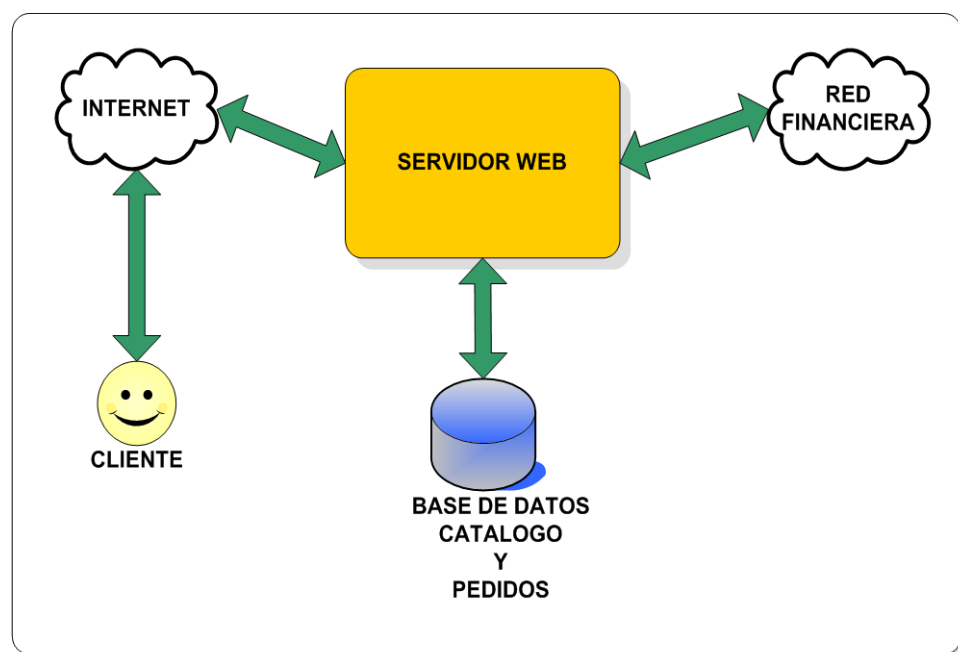 INTERNET
RED
FINANCIERA
SERVIDOR WEB
CLIENTE
BASE DE DATOS
CATALOGO
Y
PEDIDOS